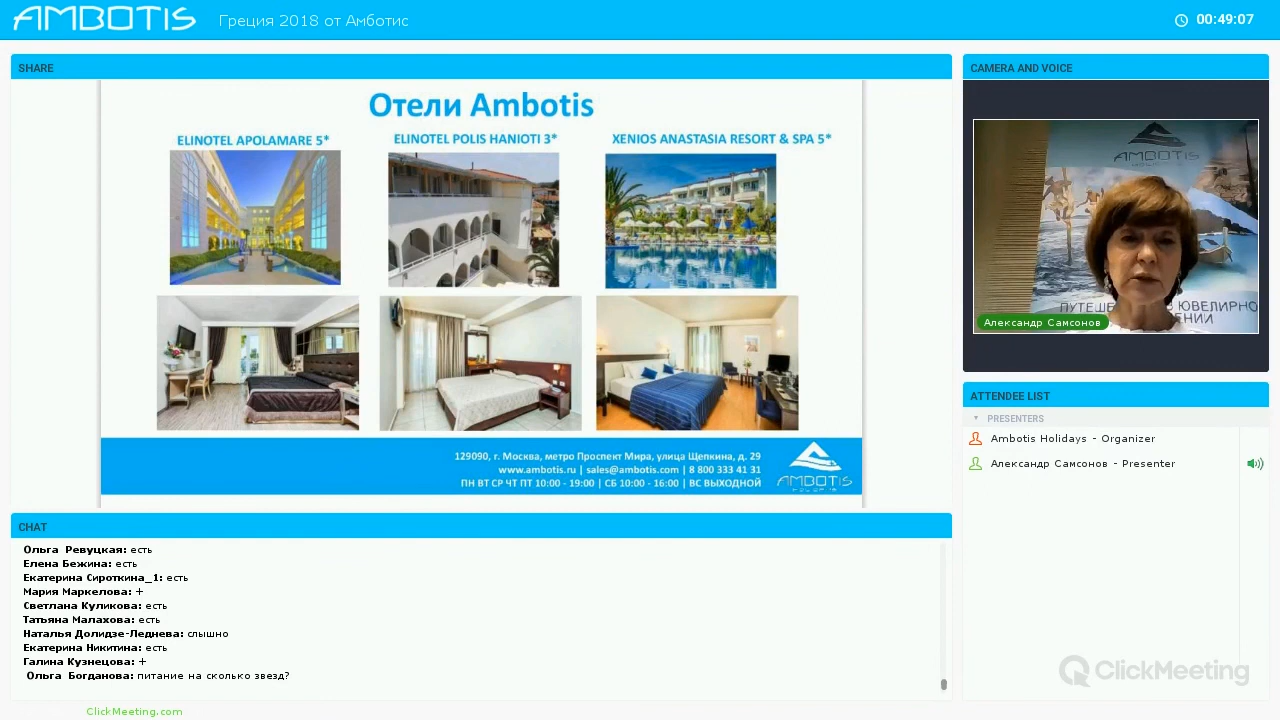 AMBOTIS
Греция 2018 от Амботис
00:49:07
SHARE
Отели Ambotis
ELINOTEL APOLAMARE 5*
ELINOTEL POLIS HANIOTI 3*
XENIOS ANASTASIA RESORT & SPA 5*
129090, г. Москва, метро Проспект Мира, улица Щепкина, д. 29
www.ambotis.ru | sales@ambotis.com | 8 800 333 41 31
ПН ВТ СР ЧТ ПТ 10:00 - 19:00 | СБ 10:00 - 16:00 | ВС ВЫХОДНОЙ
AMBOTIS
HOLIDAYS
CAMERA AND VOICE
AMBOTIS
HOLIDAYS
ЮВЕЛИРНО
Александр Самсонов
ATTENDEE LIST
PRESENTERS
Ambotis Holidays - Organizer
Александр Самсонов - Presenter
CHAT
Ольга Ревуцкая: есть
Елена Бежина: есть
Екатерина Сироткина_1: есть
Мария Маркелова: +
Светлана Куликова: есть
Татьяна Малахова: есть
Наталья Долидзе-Леднева: слышно
Екатерина Никитина: есть
Галина Кузнецова: +
Ольга Богданова: питание на сколько звезд?
ClickMeeting
ClickMeeting.com